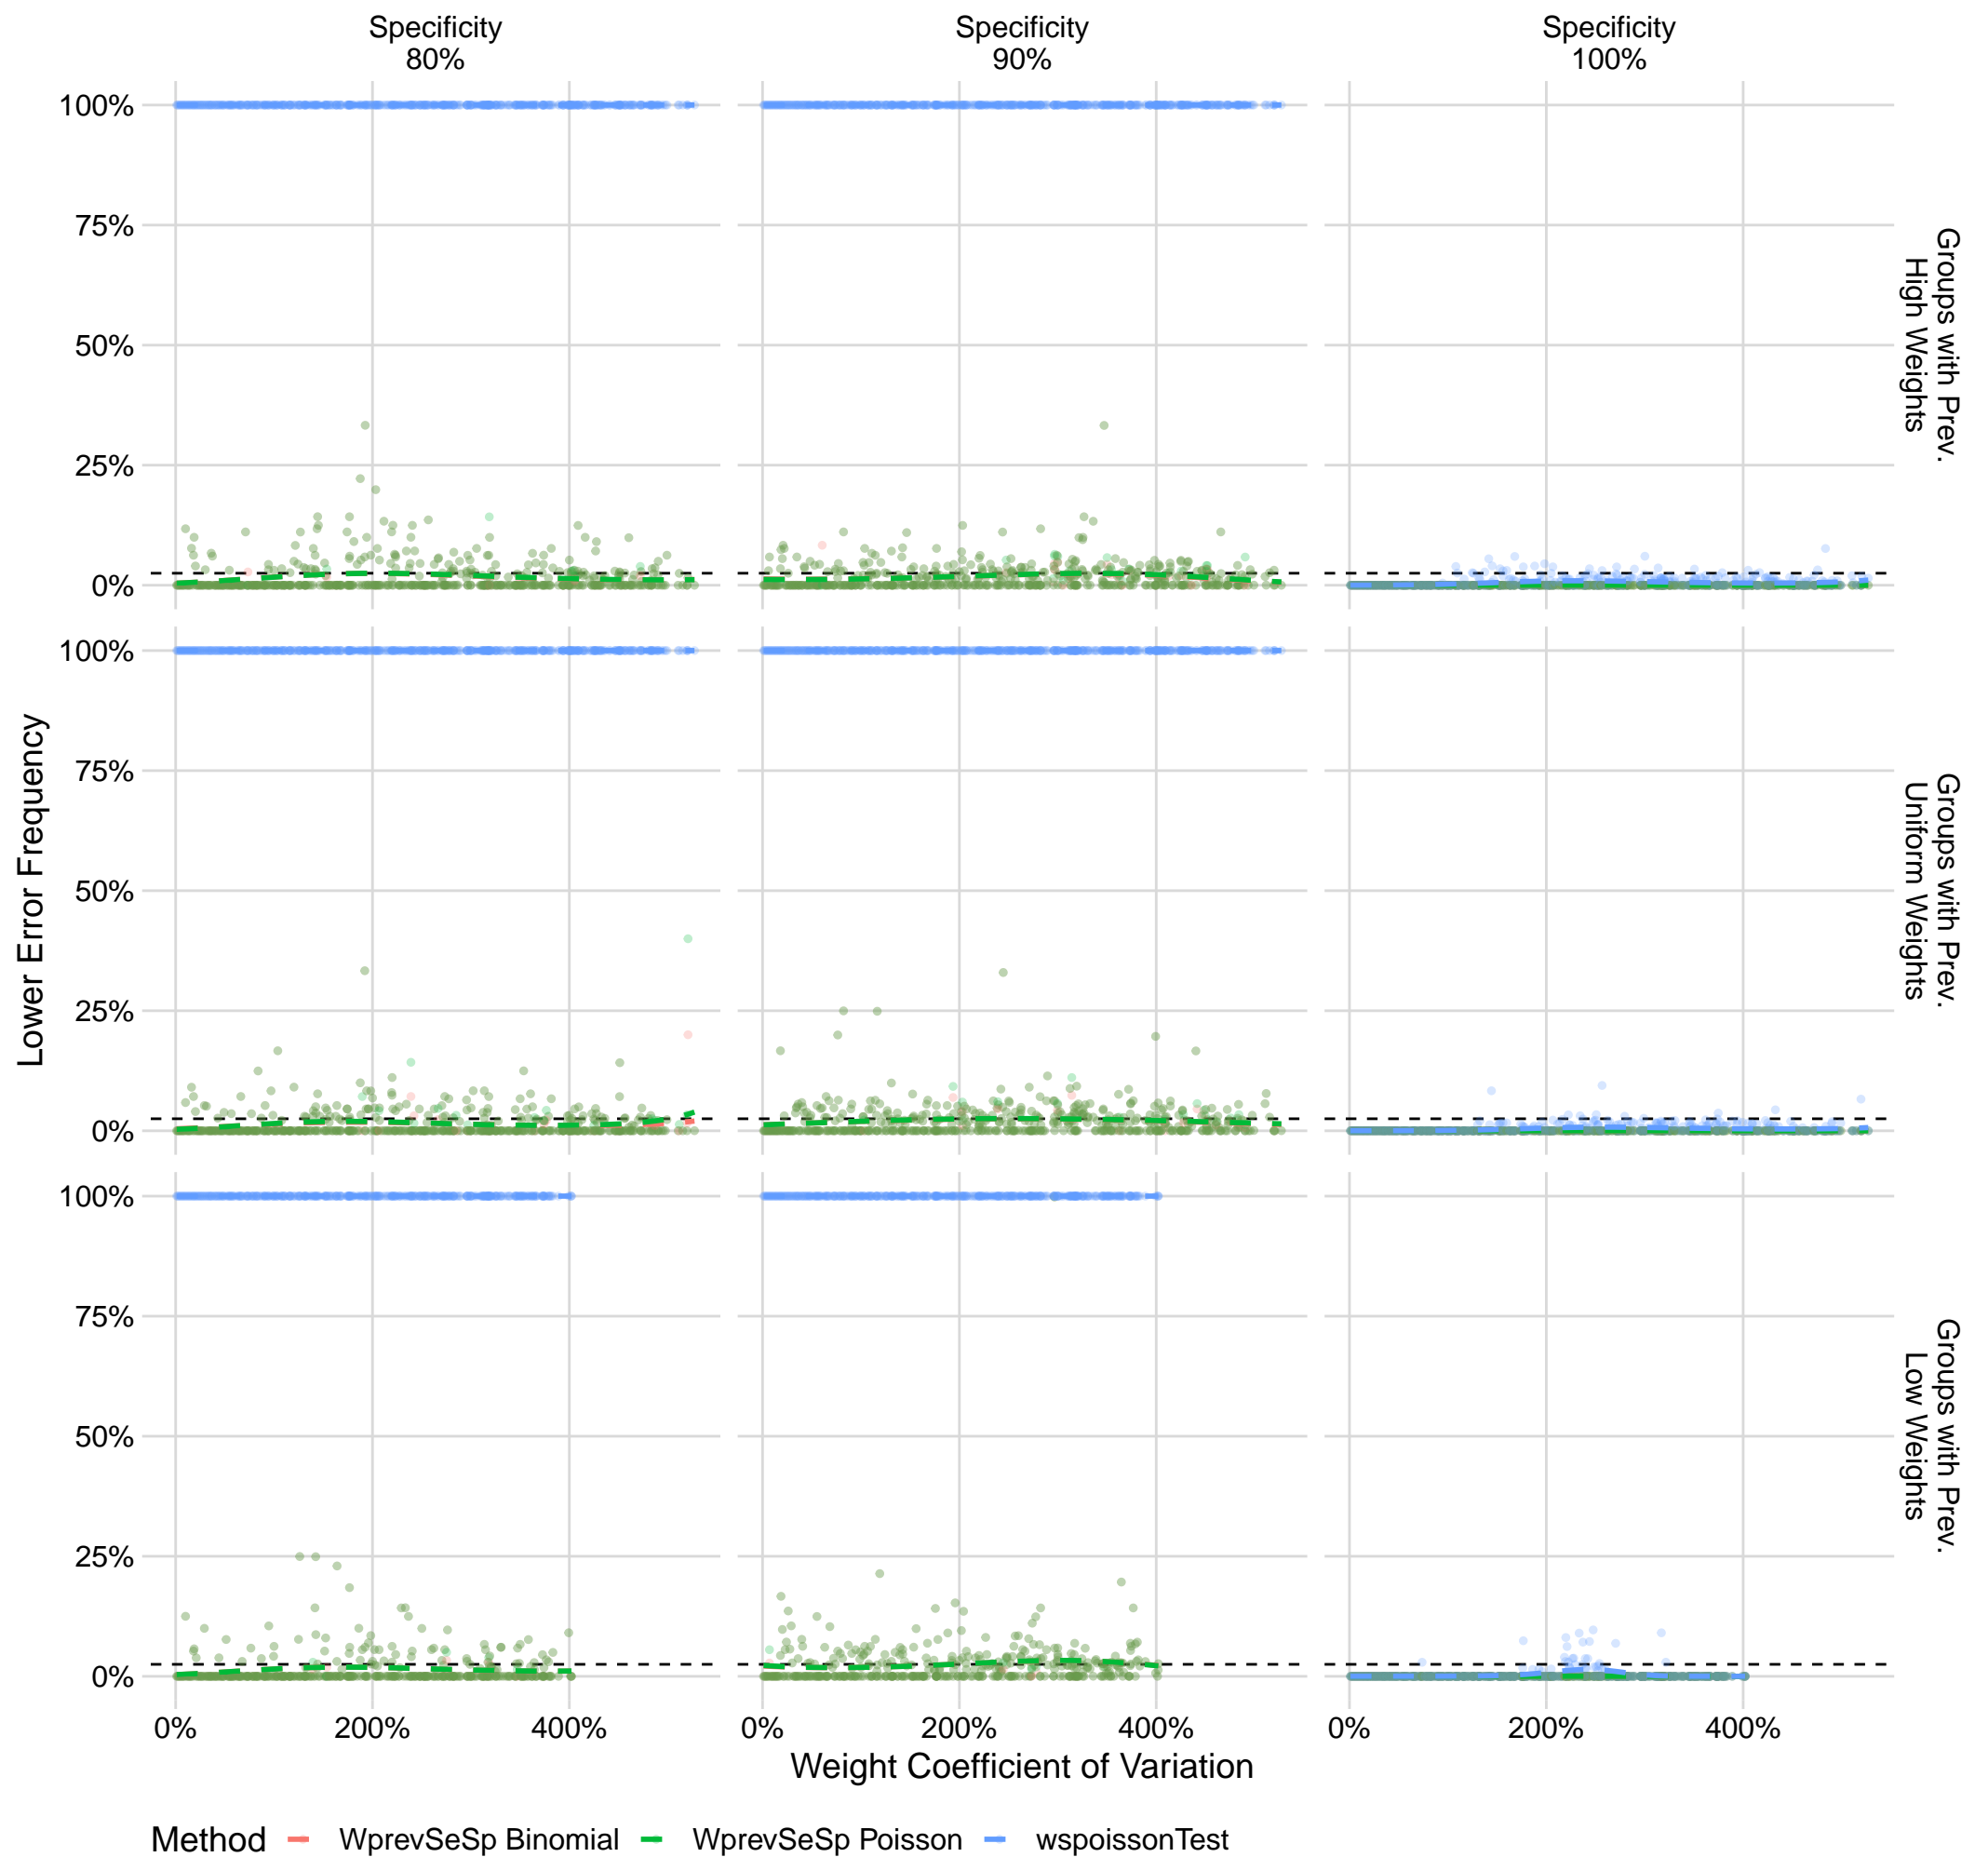 Specificity
80%
Specificity
90%
Specificity
100%
100%
75%
50%
25%
0%
Groups with Prev.
High Weights
100%
75%
50%
25%
0%
Groups with Prev.
Uniform Weights
100%
75%
50%
25%
0%
Groups with Prev.
Low Weights
Lower Error Frequency
0%
200%
400%
0%
200%
400%
0%
200%
400%
Weight Coefficient of Variation
Method
WprevSeSp Binomial
WprevSeSp Poisson
wspoissonTest